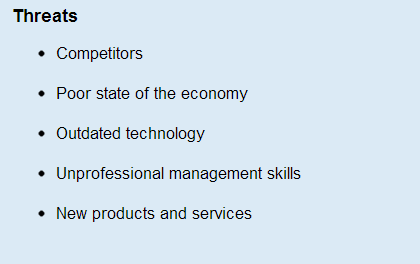 Threats
• Competitors
• Poor state of the economy
• Outdated technology
• Unprofessional management skills
• New products and services